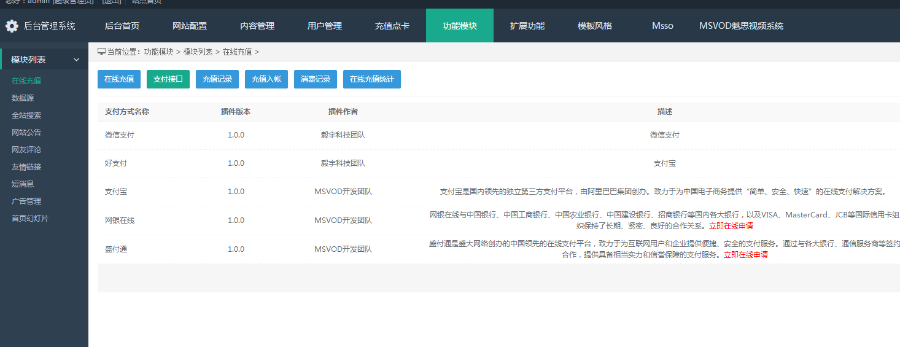 您好！admin [超级管理员] [退出] 站点首页
后台管理系统 后台首页 网站配置 内容管理 用户管理 充值点卡 功能模块 扩展功能 模板风格 Msso MSVOD魅思视频系统
模块列表
当前位置：功能模块 > 模块列表 > 在线充值 >
在线充值
数据源
全站搜索
网站公告
网友评论
友情链接
短消息
广告管理
首页幻灯片
在线充值 支付接口 充值记录 充值入帐 消费记录 在线充值统计
支付方式名称 插件版本 插件作者 描述
微信支付 1.0.0 毅宇科技团队 微信支付
好支付 1.0.0 毅宇科技团队 支付宝
支付宝 1.0.0 MSVOD开发团队 支付宝是国内领先的独立第三方支付平台，由阿里巴巴集团创办。致力于为中国电子商务提供“简单、安全、快速”的在线支付解决方案。
网银在线 1.0.0 MSVOD开发团队 网银在线与中国银行、中国工商银行、中国农业银行、中国建设银行、招商银行等国内各大银行，以及VISA、MasterCard、JCB等国际信用卡组
织保持了长期、紧密、良好的合作关系。立即在线申请
盛付通 1.0.0 MSVOD开发团队 盛付通是盛大网络创办的中国领先的在线支付平台，致力于为互联网用户和企业提供便捷、安全的支付服务。通过与各大银行、通信服务商等签约
合作，提供具备相当实力和信誉保障的支付服务。立即在线申请